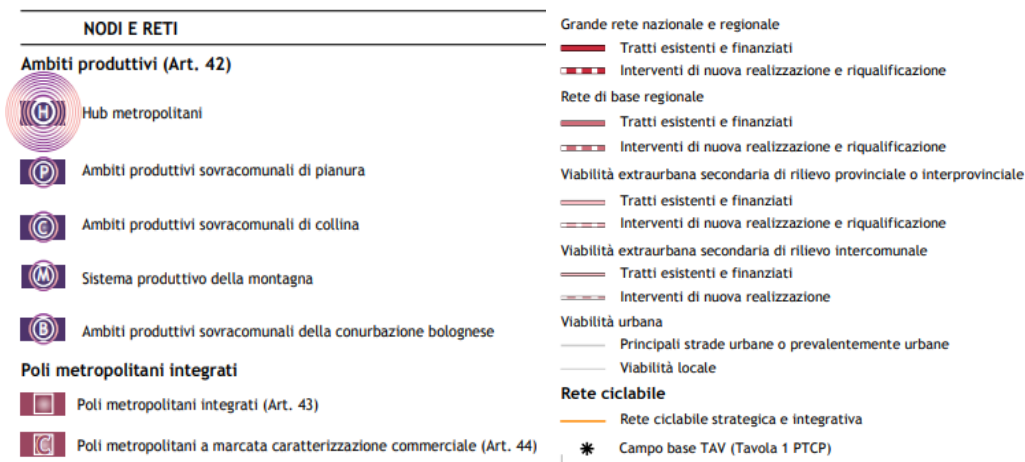 NODI E RETI
Ambiti produttivi (Art. 42)
H Hub metropolitani
P Ambiti produttivi sovracomunali di pianura
C Ambiti produttivi sovracomunali di collina
M Sistema produttivo della montagna
B Ambiti produttivi sovracomunali della conurbazione bolognese
Poli metropolitani integrati
Poli metropolitani integrati (Art. 43)
C Poli metropolitani a marcata caratterizzazione commerciale (Art. 44)
Grande rete nazionale e regionale
Tratti esistenti e finanziati
Interventi di nuova realizzazione e riqualificazione
Rete di base regionale
Tratti esistenti e finanziati
Interventi di nuova realizzazione e riqualificazione
Viabilità extraurbana secondaria di rilievo provinciale o interprovinciale
Tratti esistenti e finanziati
Interventi di nuova realizzazione e riqualificazione
Viabilità extraurbana secondaria di rilievo intercomunale
Tratti esistenti e finanziati
Interventi di nuova realizzazione
Viabilità urbana
Principali strade urbane o prevalentemente urbane
Viabilità locale
Rete ciclabile
Rete ciclabile strategica e integrativa
Campo base TAV (Tavola 1 PTCP)